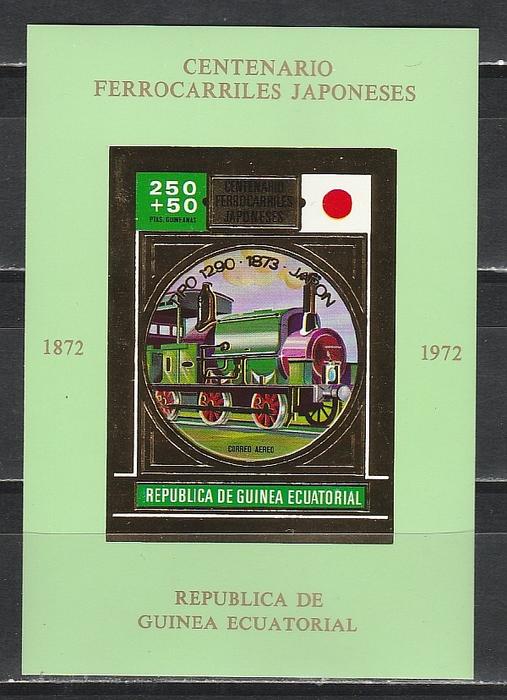 CENTENARIO
FERROCARRILES JAPONESES
250
+50
PTAS. GUINEANAS
CENTENARIO
FERROCARRILES
JAPONESES
TIPO 1290 · 1873 · JAPON
1872
1972
CORREO AEREO
REPUBLICA DE GUINEA ECUATORIAL
REPUBLICA DE
GUINEA ECUATORIAL